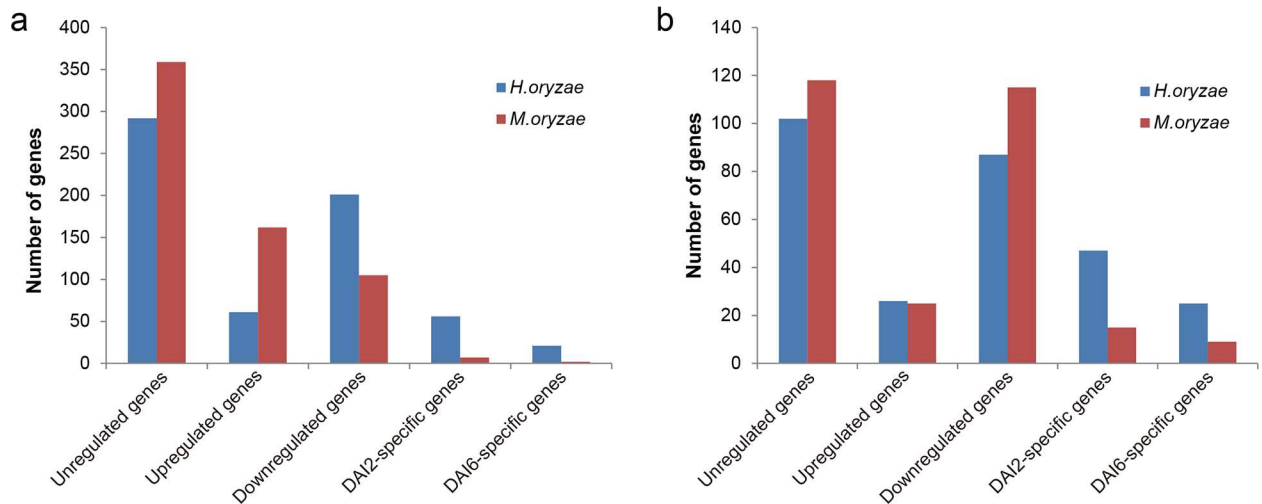 a
Number of genes
400
350
300
250
200
150
100
50
0
H.oryzae
M.oryzae
Unregulated genes
Upregulated genes
Downregulated genes
DAI2-specific genes
DAI6-specific genes
b
Number of genes
140
120
100
80
60
40
20
0
H.oryzae
M.oryzae
Unregulated genes
Upregulated genes
Downregulated genes
DAI2-specific genes
DAI6-specific genes